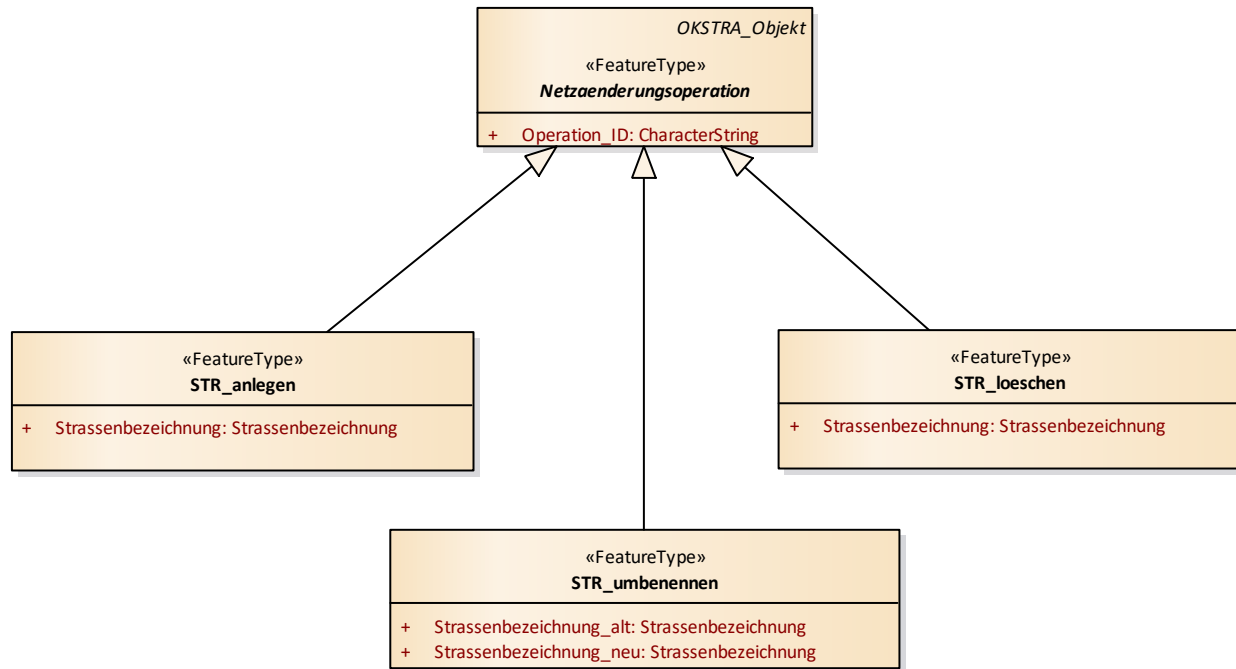 OKSTRA_Objekt
«FeatureType»
Netzaenderungsoperation
+ Operation_ID: CharacterString
«FeatureType»
STR_anlegen
+ Strassenbezeichnung: Strassenbezeichnung
«FeatureType»
STR_loeschen
+ Strassenbezeichnung: Strassenbezeichnung
«FeatureType»
STR_umbenennen
+ Strassenbezeichnung_alt: Strassenbezeichnung
+ Strassenbezeichnung_neu: Strassenbezeichnung